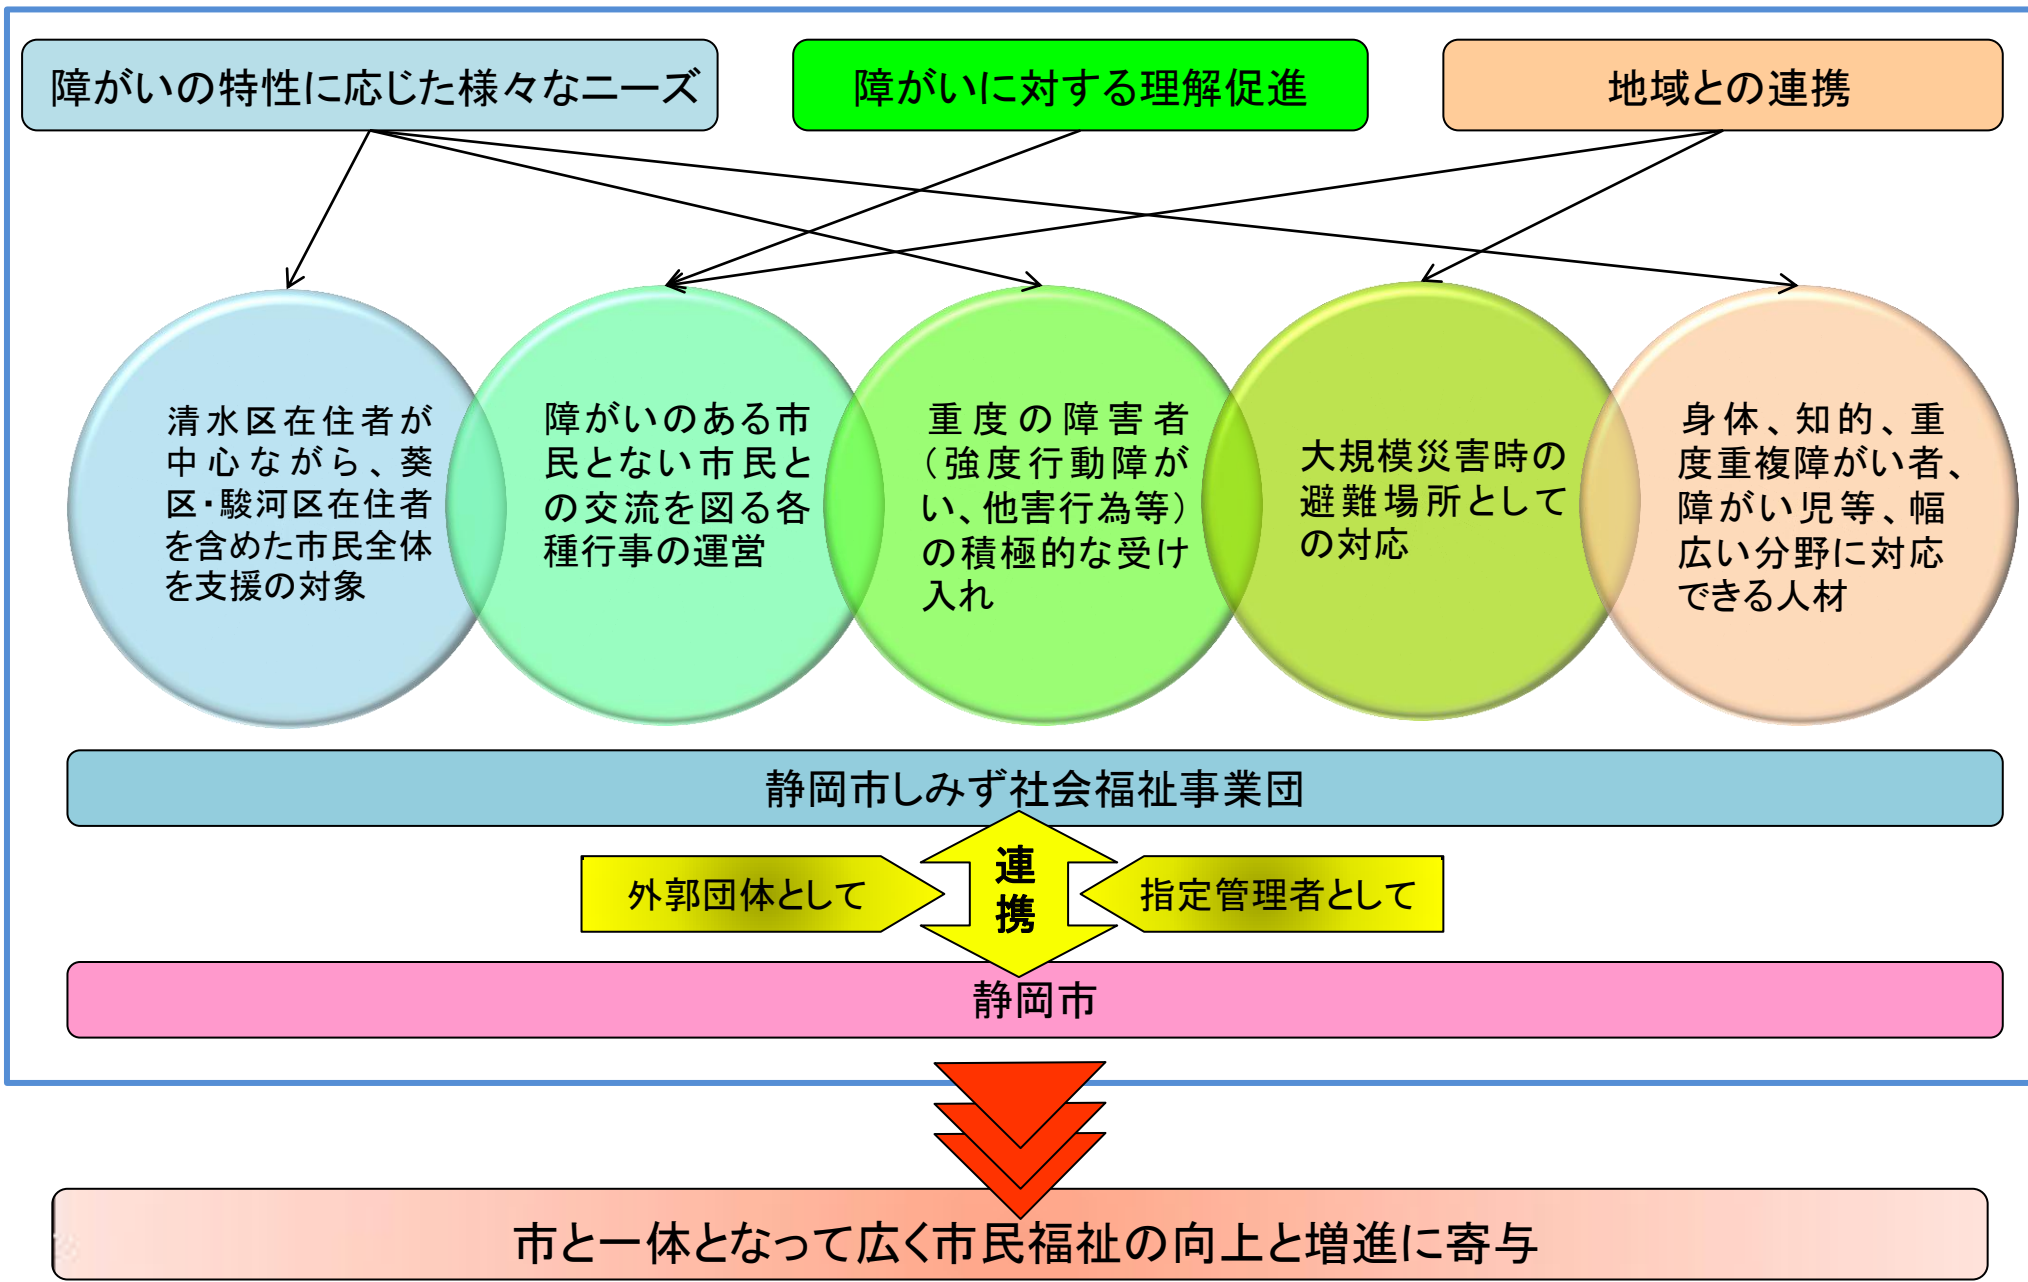 障がいの特性に応じた様々なニーズ
障がいに対する理解促進
地域との連携
清水区在住者が
中心ながら、葵
区・駿河区在住者
を含めた市民全体
を支援の対象
障がいのある市
民とない市民と
の交流を図る各
種行事の運営
重度の障害者
（強度行動障が
い、他害行為等）
の積極的な受け
入れ
大規模災害時の
避難場所として
の対応
身体、知的、重
度重複障がい者、
障がい児等、幅
広い分野に対応
できる人材
静岡市しみず社会福祉事業団
外郭団体として
連
携
指定管理者として
静岡市
市と一体となって広く市民福祉の向上と増進に寄与